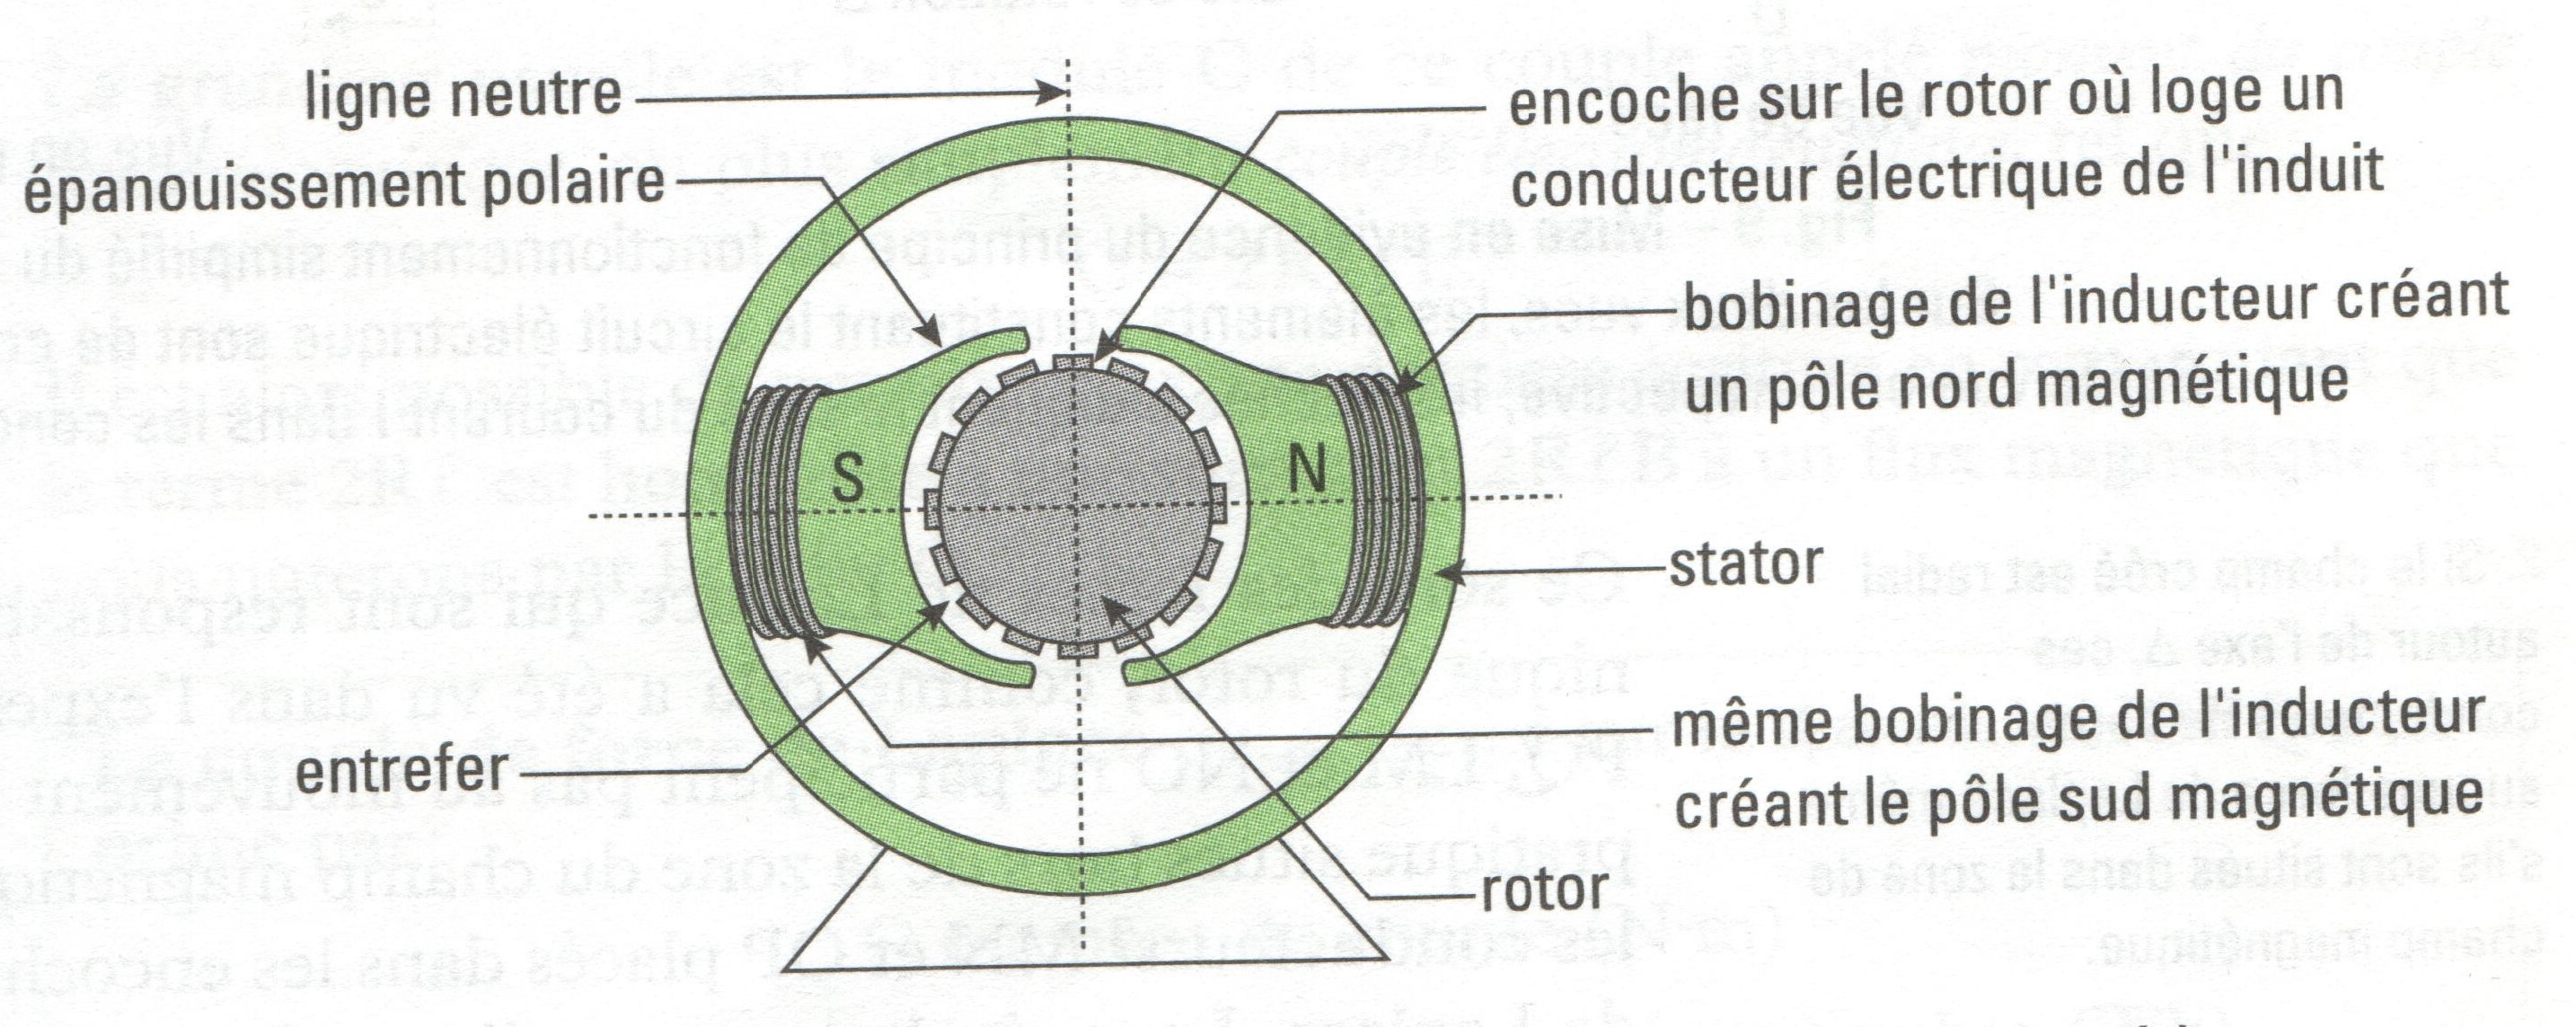 ligne neutre
épanouissement polaire
encoche sur le rotor où loge un
conducteur électrique de l'induit
bobinage de l'inducteur créant
un pôle nord magnétique
S
N
stator
même bobinage de l'inducteur
créant le pôle sud magnétique
entrefer
rotor